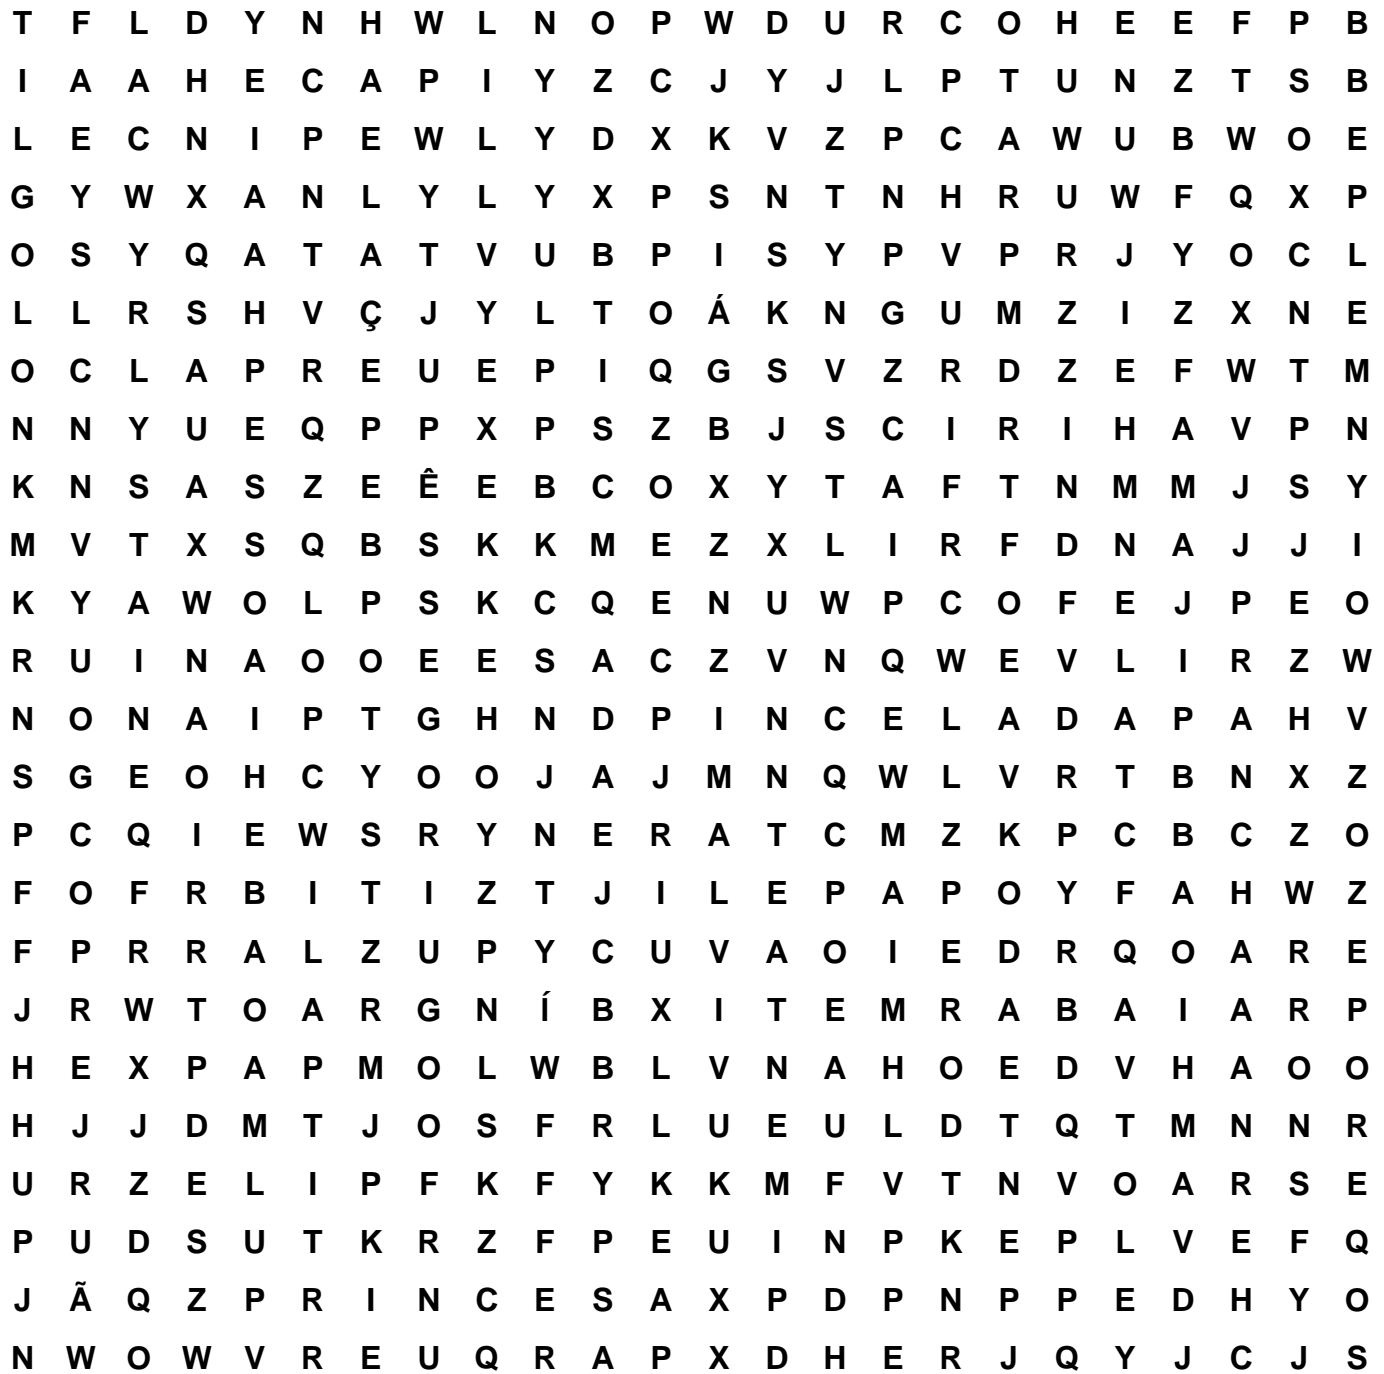 T F L D Y N H W L N O P W D U R C O H E E F P B
I A A H E C A P I Y Z C J Y J L P T U N Z T S B
L E C N I P E W L Y D X K V Z P C A W U B W O E
G Y W X A N L Y L Y X P S N T N H R U W F Q X P
O S Y Q A T A T V U B P I S Y P V P R J Y O C L
L L R S H V Ç J Y L T O Á K N G U M Z I Z X N E
O C L A P R E U E P I Q G S V Z R D Z E F W T M
N N Y U E Q P P X P S Z B J S C I R I H A V P N
K N S A S Z E Ê E B C O X Y T A F T N M M J S Y
M V T X S Q B S K K M E Z X L I R F D N A J J I
K Y A W O L P S K C Q E N U W P C O F E J P E O
R U I N A O O E E S A C Z V N Q W E V L I R Z W
N O N A I P T G H N D P I N C E L A D A P A H V
S G E O H C Y O O J A J M N Q W L V R T B N X Z
P C Q I E W S R Y N E R A T C M Z K P C B C Z O
F O F R B I T I Z T J I L E P A P O Y F A H W Z
F P R R A L Z U P Y C U V A O I E D R Q O A R E
J R W T O A R G N Í B X I T E M R A B A I A R P
H E X P A P M O L W B L V N A H O E D V H A O O
H J J D M T J O S F R L U E U L D T Q T M N N R
U R Z E L I P F K F Y K K M F V T N V O A R S E
P U D S U T K R Z F P E U I N P K E P L V E F Q
J Ã Q Z P R I N C E S A X P D P N P P E D H Y O
N W O W V R E U Q R A P X D H E R J Q Y J C J S